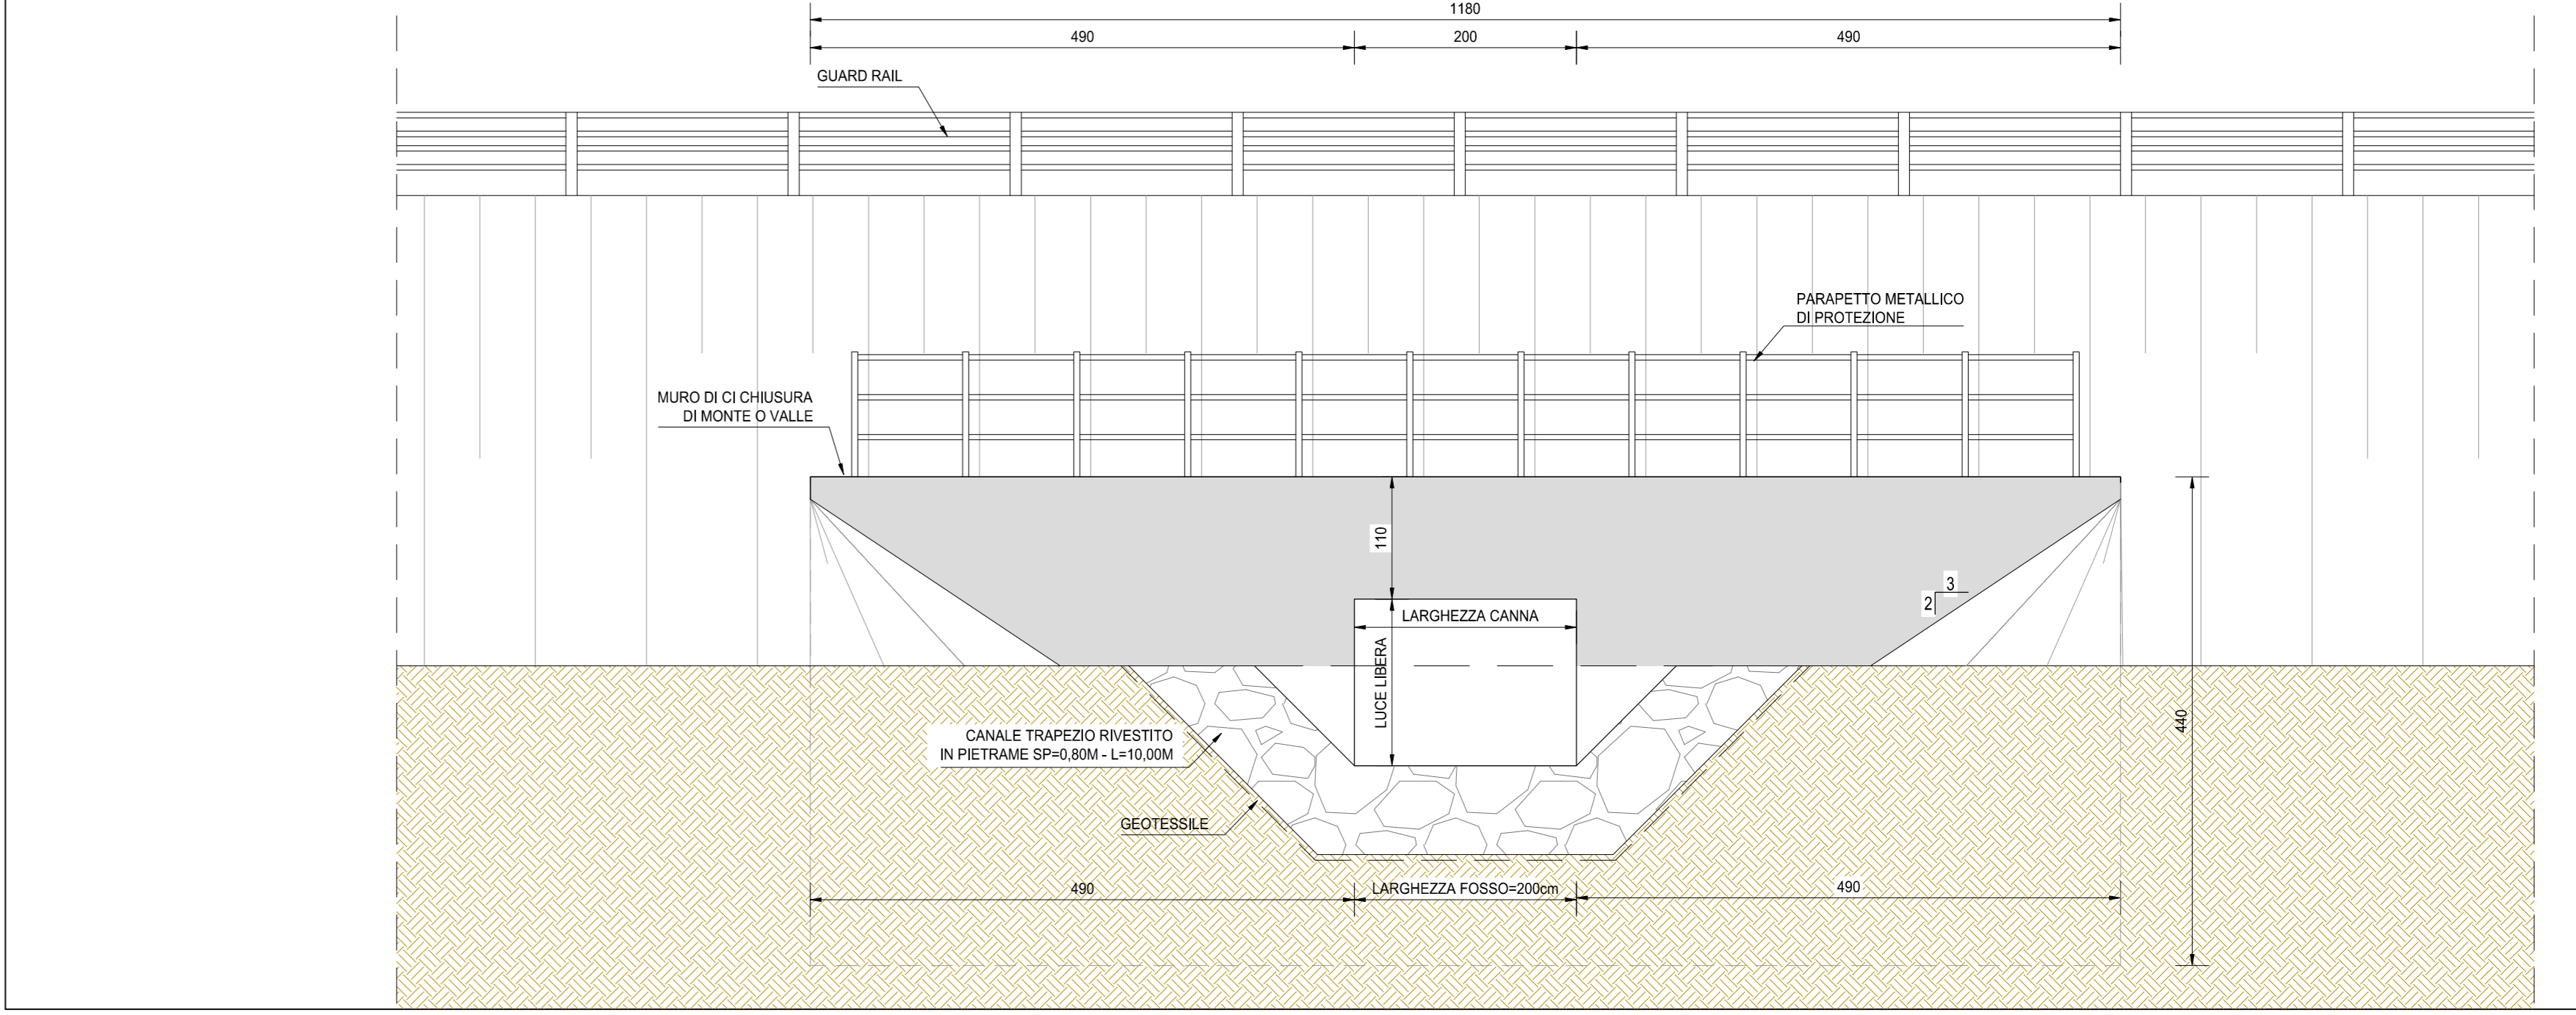 1180
490
200
490
GUARD RAIL
PARAPETTO METALLICO
DI PROTEZIONE
MURO DI CI CHIUSURA
DI MONTE O VALLE
110
3
2
LARGHEZZA CANNA
LUCE LIBERA
CANALE TRAPEZIO RIVESTITO
IN PIETRAME SP=0,80M - L=10,00M
440
GEOTESSILE
490
LARGHEZZA FOSSO=200cm
490